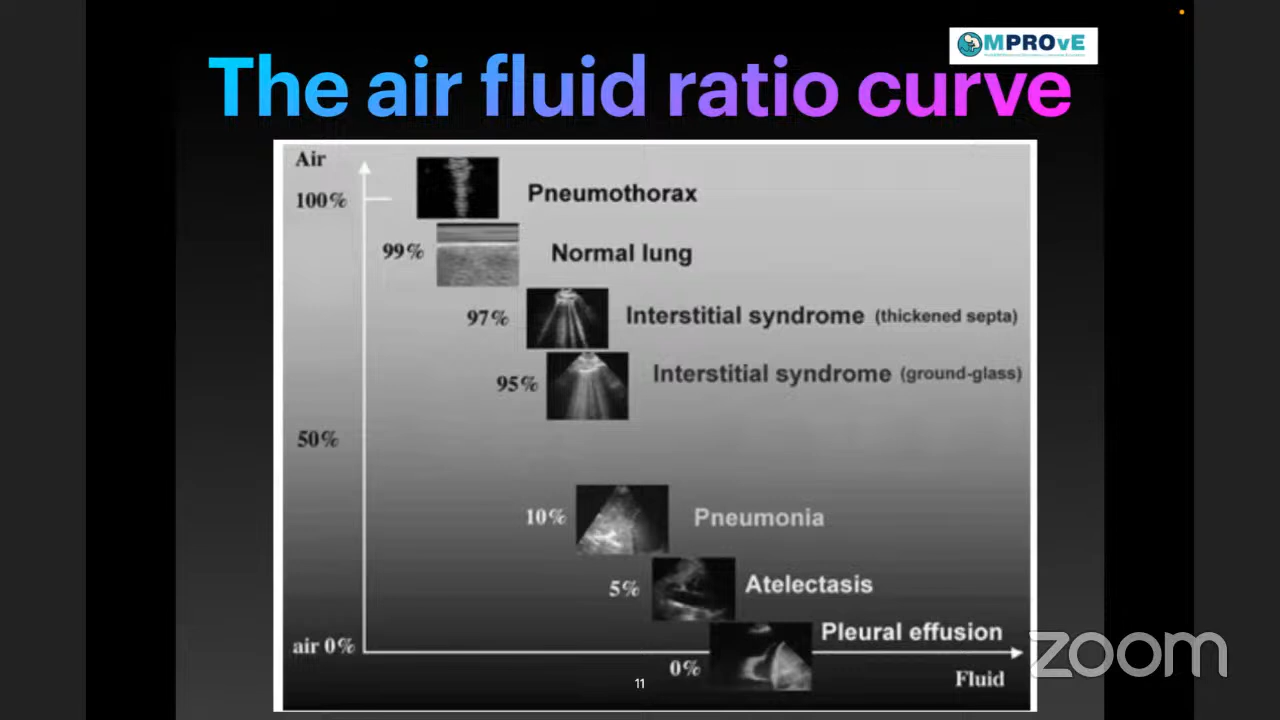 MPROvE
The air fluid ratio curve
Air
100%
Pneumothorax
99%
Normal lung
97%
Interstitial syndrome (thickened septa)
95%
Interstitial syndrome (ground-glass)
50%
10%
Pneumonia
5%
Atelectasis
Pleural effusion
air 0%
0%
Fluid
11
zoom